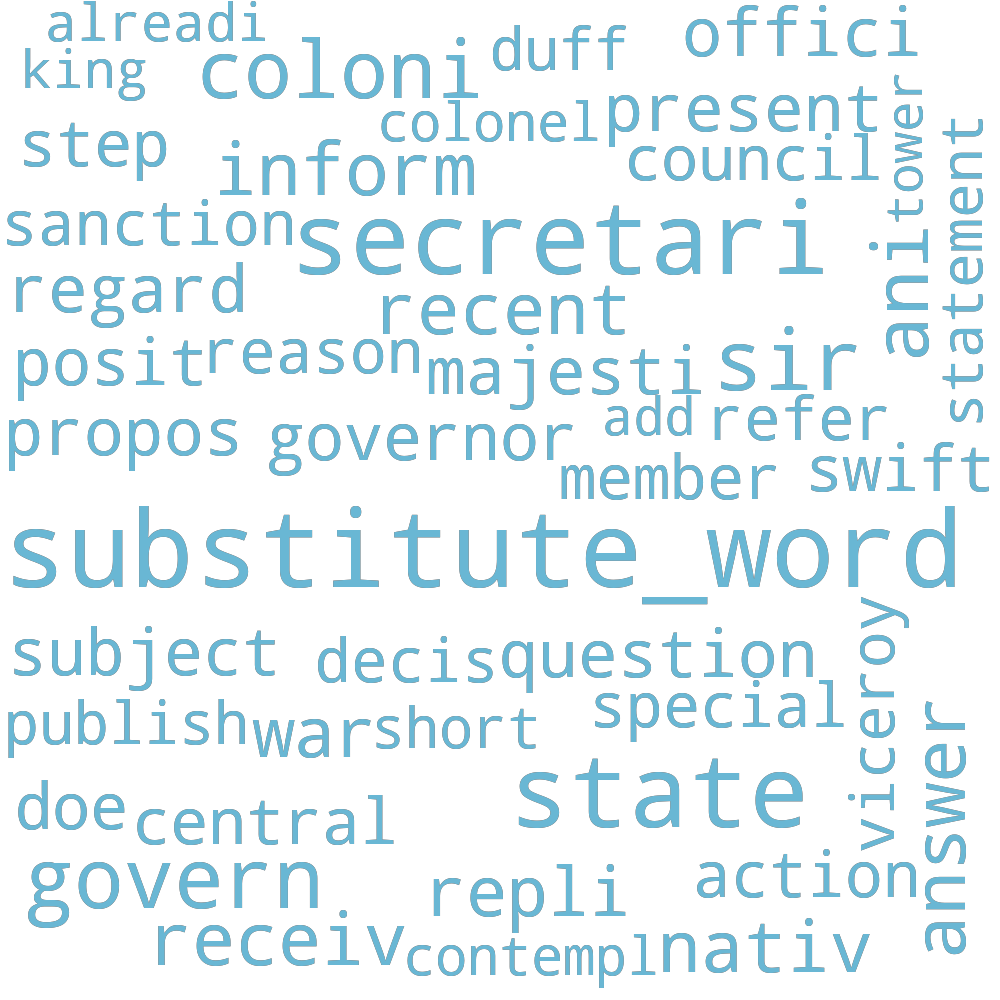 alreadi
duff
offici
king
coloni
colonel
present
step
inform
council
tower
sanction
secretari
ani
statement
regard
recent
posit
reason
majesti
sir
propos
governor
add
refer
member
swift
substitute_word
subject
decis
question
viceroy
publish
war
short
special
answer
doe
central
state
govern
repli
action
receiv
contempl
nativ